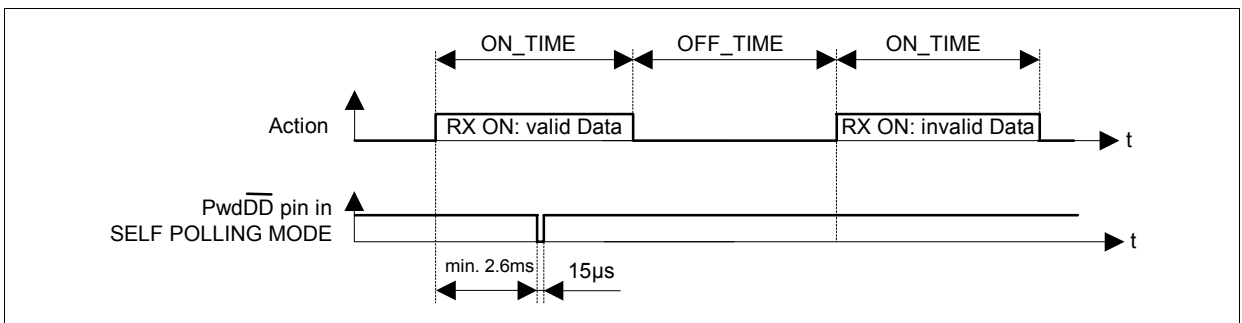 ON_TIME OFF_TIME ON_TIME
Action RX ON: valid Data RX ON: invalid Data t
PwdD̅D̅ pin in
SELF POLLING MODE t
min. 2.6ms 15µs